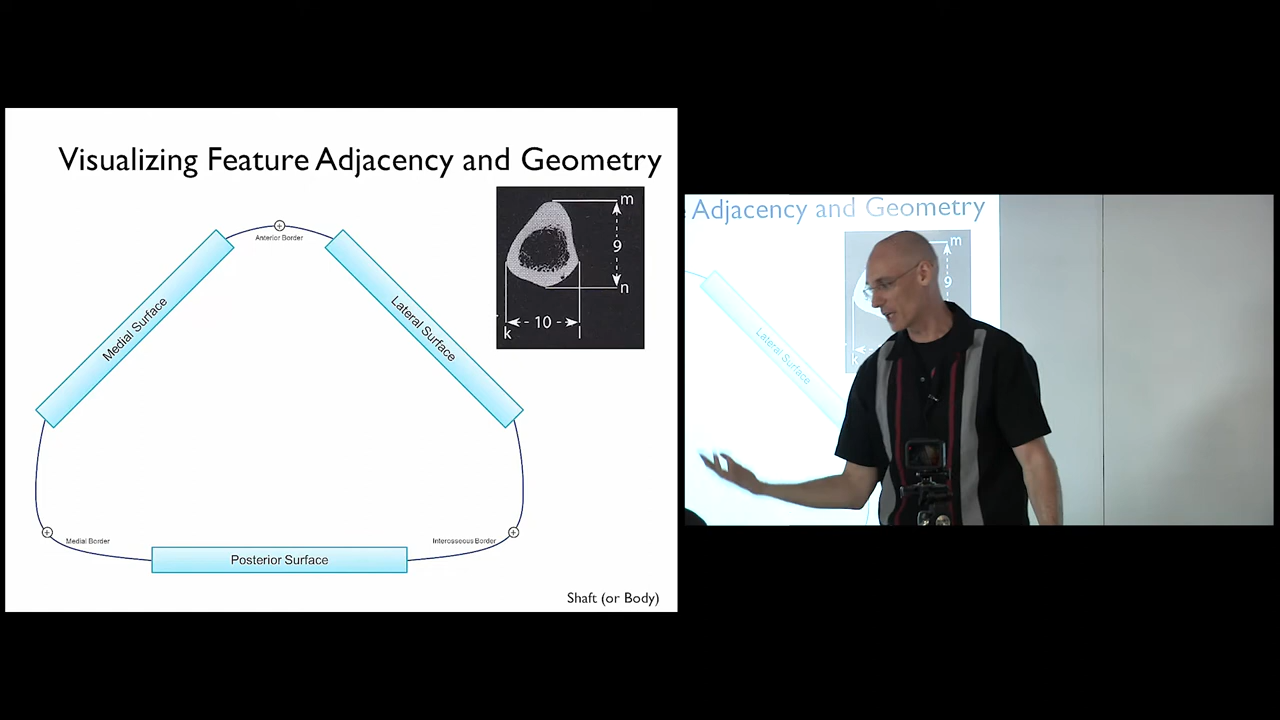 Visualizing Feature Adjacency and Geometry
Anterior Border
Medial Surface
Lateral Surface
Medial Border
Interosseous Border
Posterior Surface
Shaft (or Body)
m
9
n
10
k
l
Adjacency and Geometry
m
9
Lateral Surface